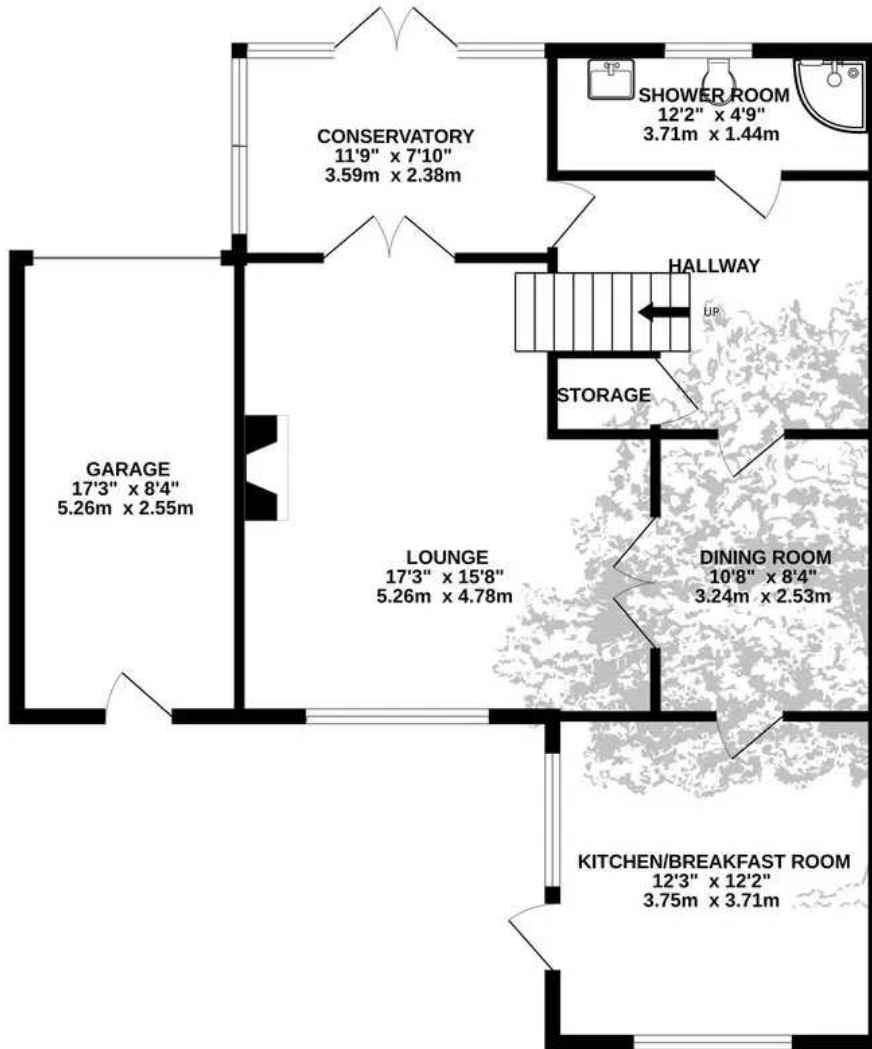 SHOWER ROOM
12'2" x 4'9"
3.71m x 1.44m
CONSERVATORY
11'9" x 7'10"
3.59m x 2.38m
HALLWAY
UP
STORAGE
GARAGE
17'3" x 8'4"
5.26m x 2.55m
LOUNGE
17'3" x 15'8"
5.26m x 4.78m
DINING ROOM
10'8" x 8'4"
3.24m x 2.53m
KITCHEN/BREAKFAST ROOM
12'3" x 12'2"
3.75m x 3.71m